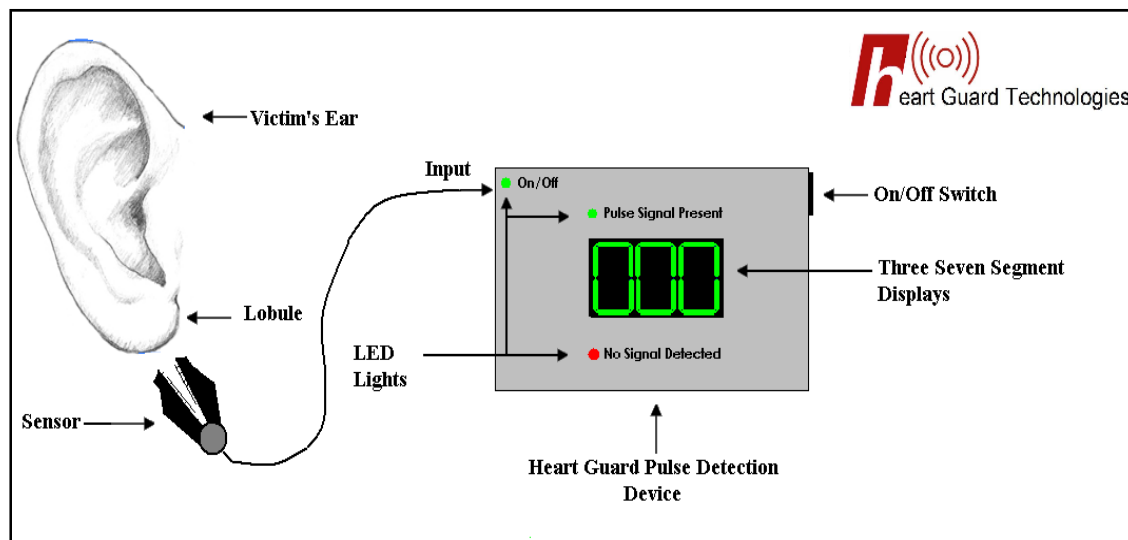 heart Guard Technologies
Victim's Ear
Input
On/Off
On/Off Switch
Pulse Signal Present
000
Three Seven Segment
Displays
Lobule
LED
Lights
No Signal Detected
Sensor
Heart Guard Pulse Detection
Device